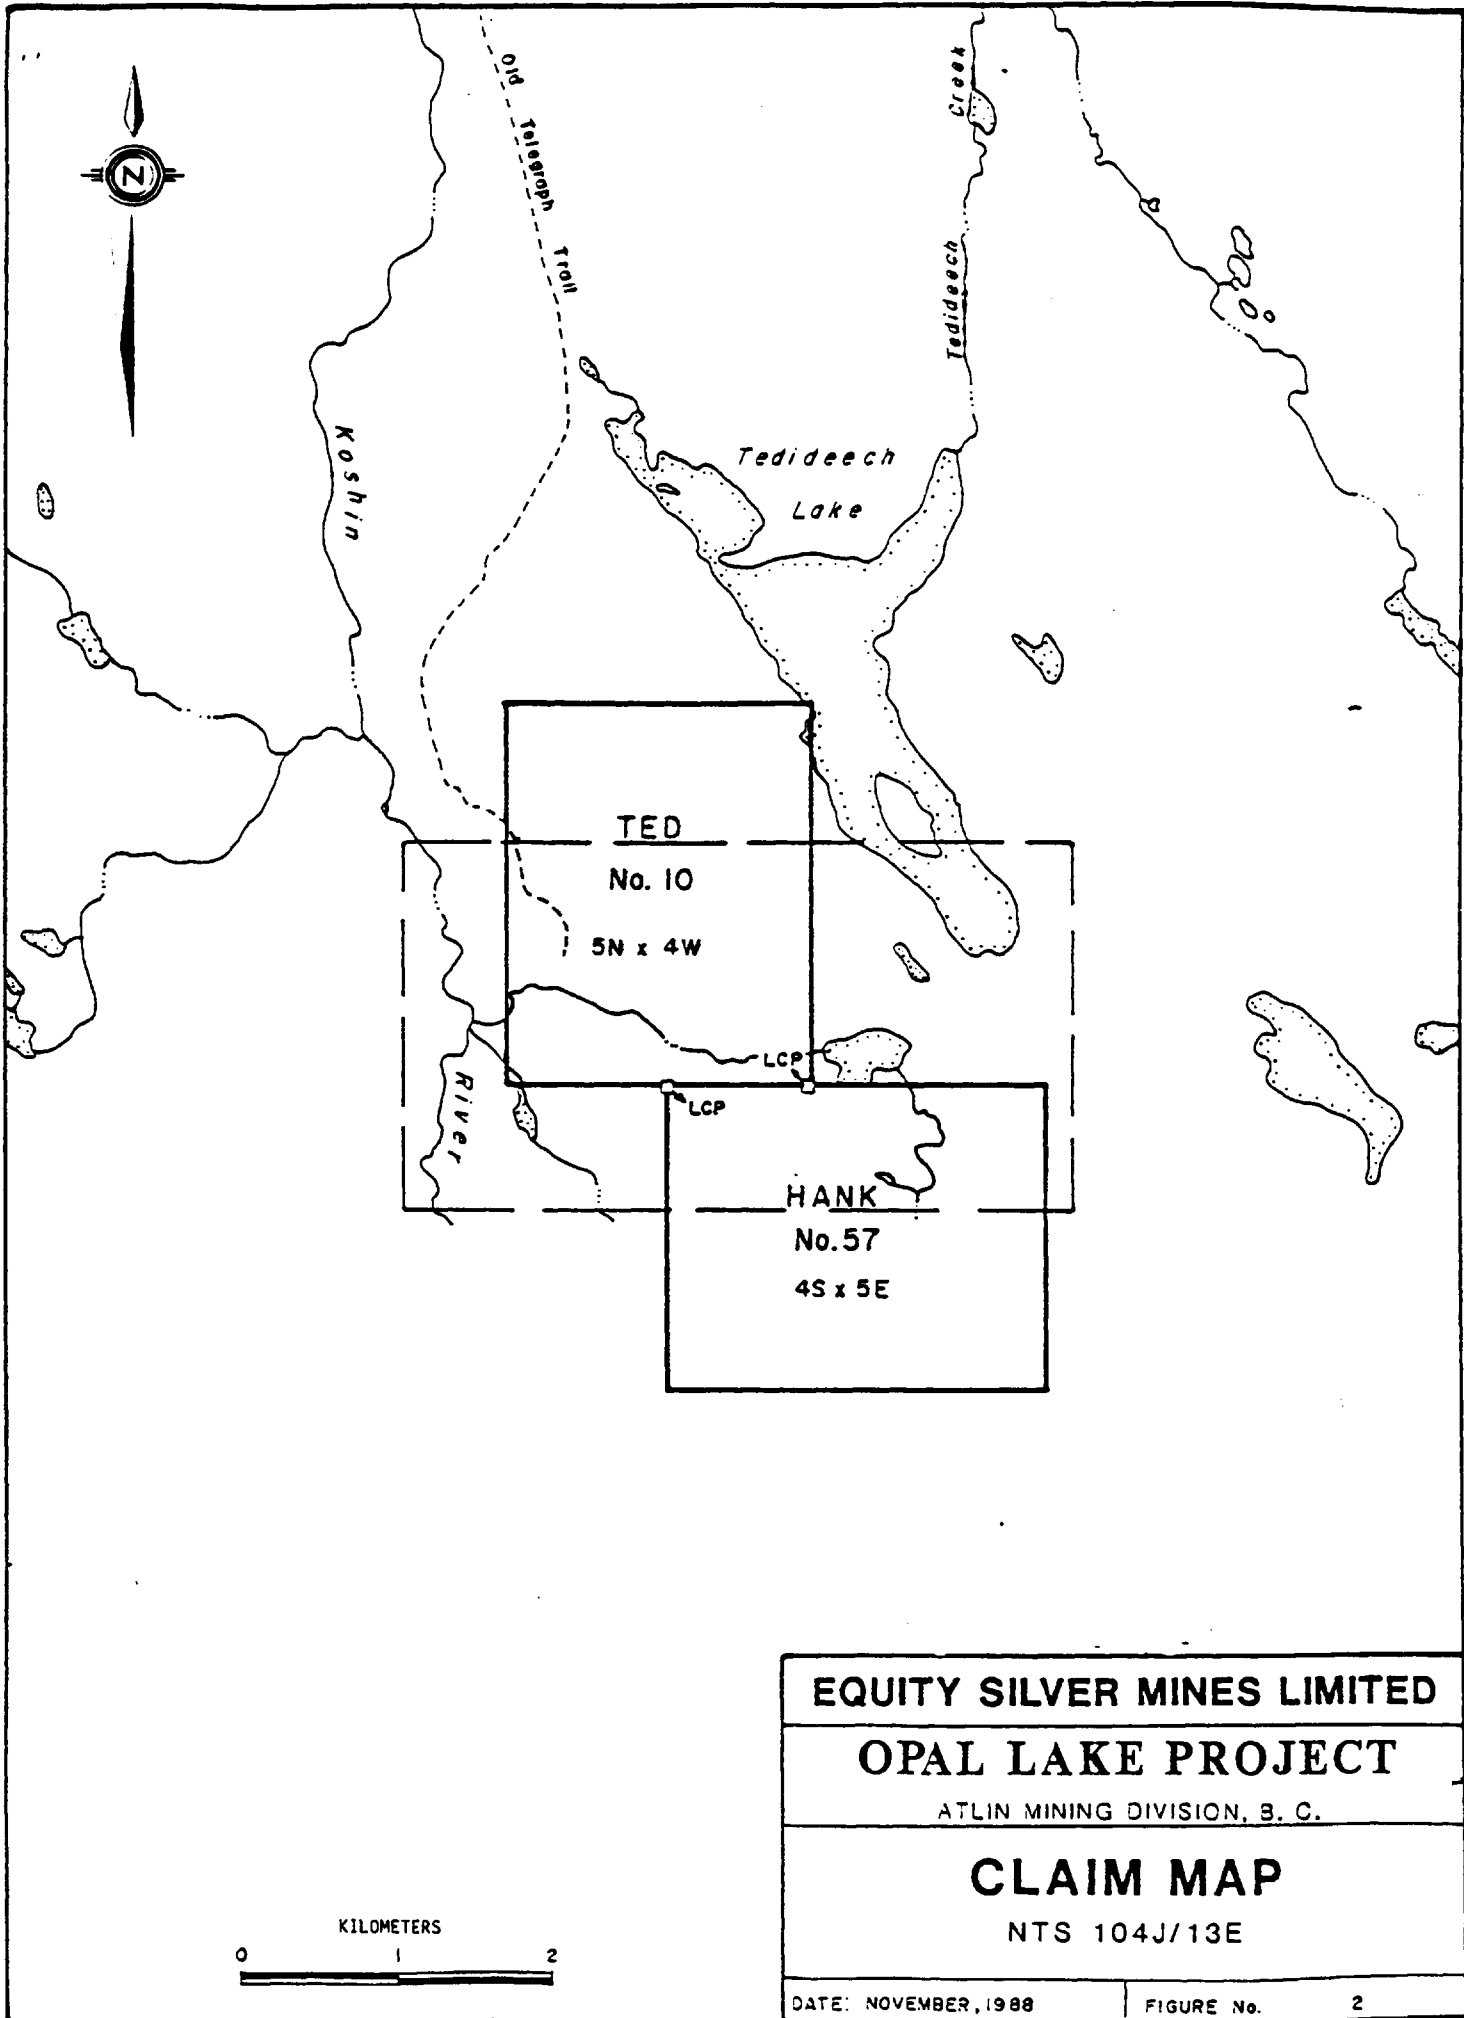 Old Telegraph Trail
Creek
Tedideech
N
Koshin
Tedideech
Lake
TED
No. 10
5N x 4W
LCP
LCP
River
HANK
No. 57
4S x 5E
EQUITY SILVER MINES LIMITED
OPAL LAKE PROJECT
ATLIN MINING DIVISION, B. C.
CLAIM MAP
NTS 104J/13E
KILOMETERS
0 1 2
DATE: NOVEMBER, 1988
FIGURE No. 2